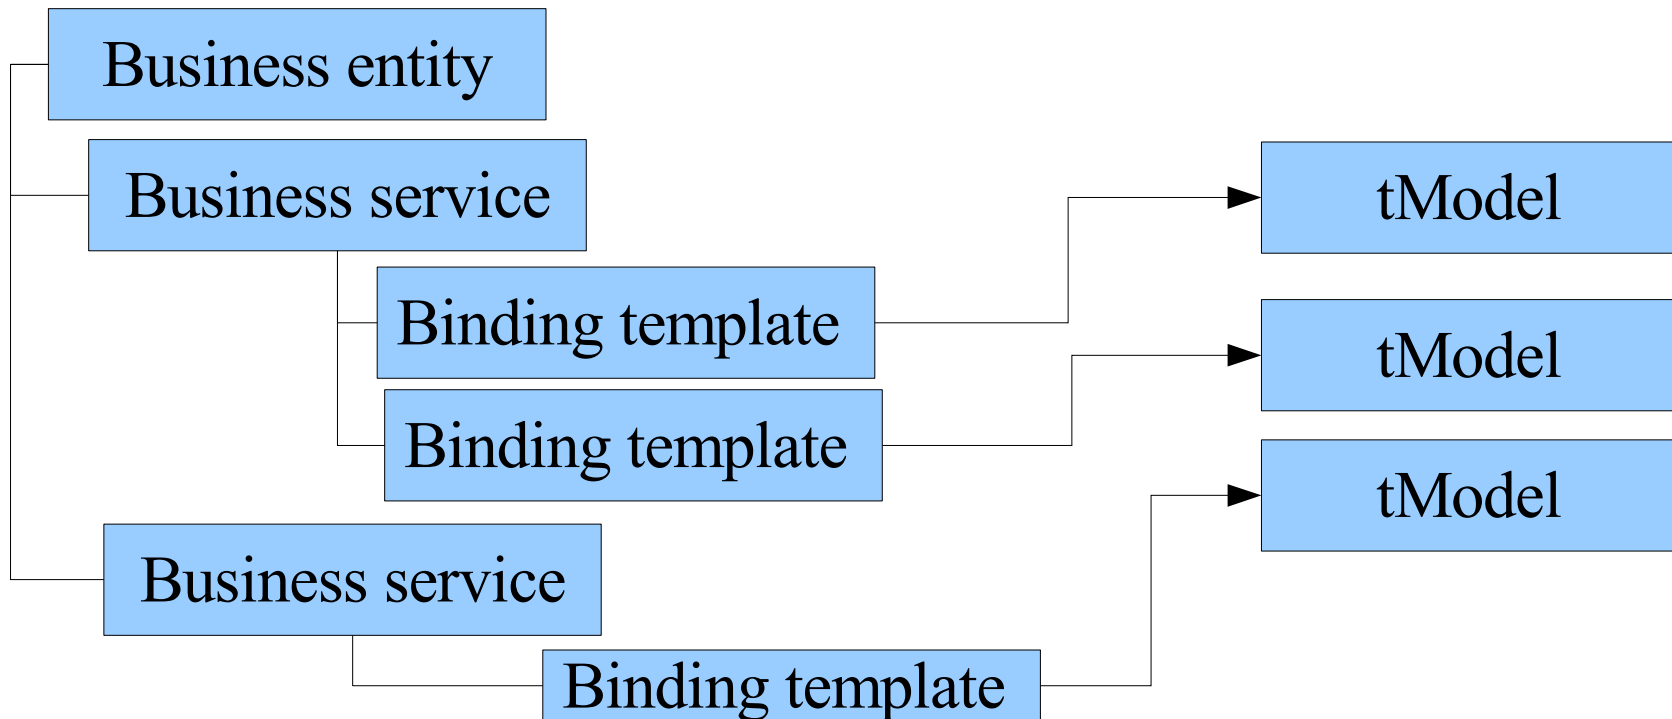 Business entity
Business service
tModel
Binding template
tModel
Binding template
tModel
Business service
Binding template